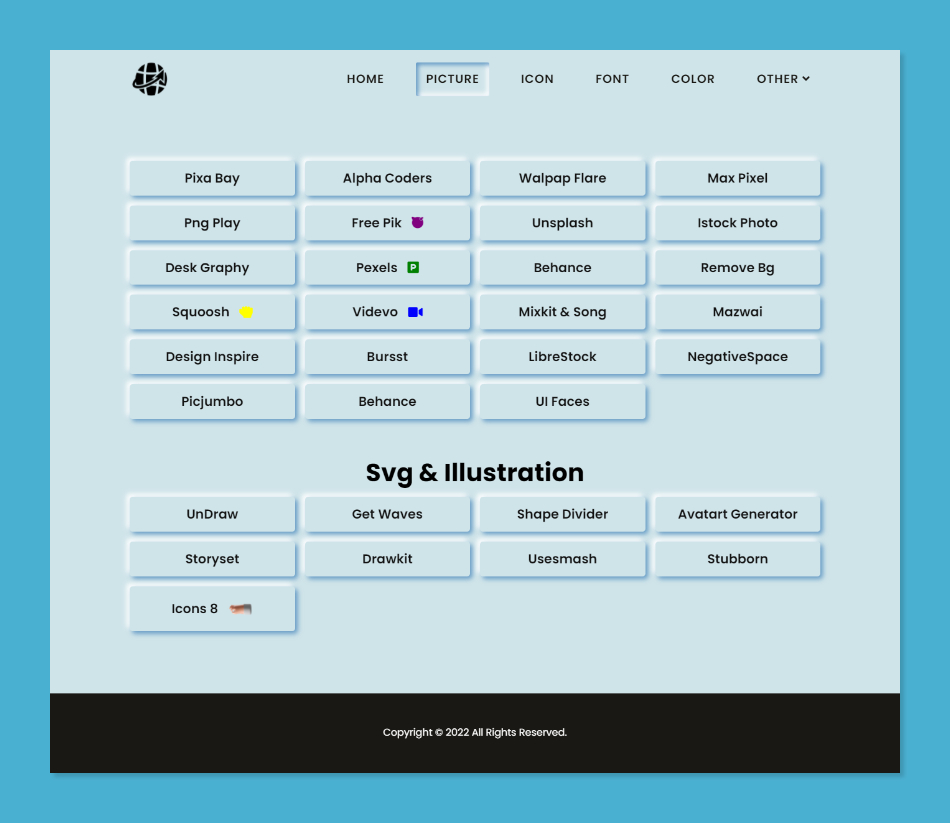 HOME PICTURE ICON FONT COLOR OTHER
Pixa Bay Alpha Coders Walpap Flare Max Pixel
Png Play Free Pik Unsplash Istock Photo
Desk Graphy Pexels P Behance Remove Bg
Squoosh Videvo Mixkit & Song Mazwai
Design Inspire Bursst LibreStock NegativeSpace
Picjumbo Behance UI Faces
Svg & Illustration
UnDraw Get Waves Shape Divider Avatart Generator
Storyset Drawkit Usesmash Stubborn
Icons 8
Copyright © 2022 All Rights Reserved.